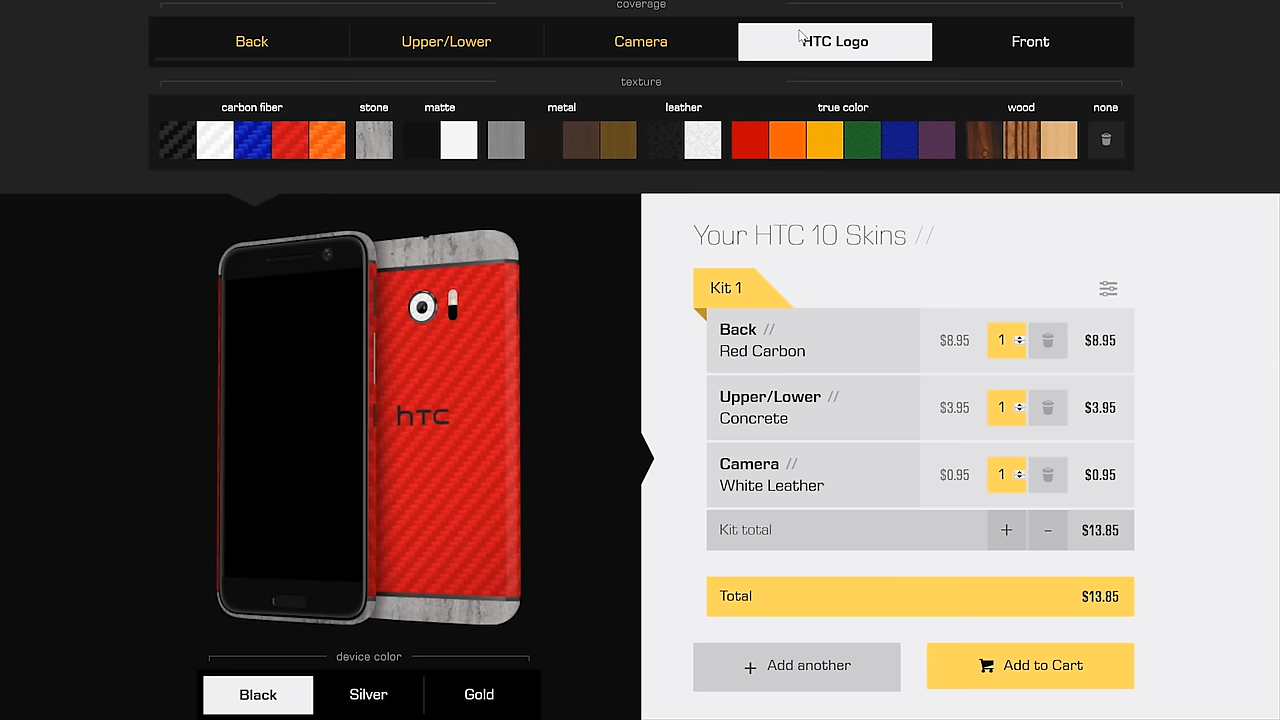 coverage
Back
Upper/Lower
Camera
HTC Logo
Front
texture
carbon fiber
stone
matte
metal
leather
true color
wood
none
hTC
device color
Black
Silver
Gold
Your HTC 10 Skins //
Kit 1
Back //
Red Carbon
$8.95
1
$8.95
Upper/Lower //
Concrete
$3.95
1
$3.95
Camera //
White Leather
$0.95
1
$0.95
Kit total
+
-
$13.85
Total
$13.85
+ Add another
Add to Cart